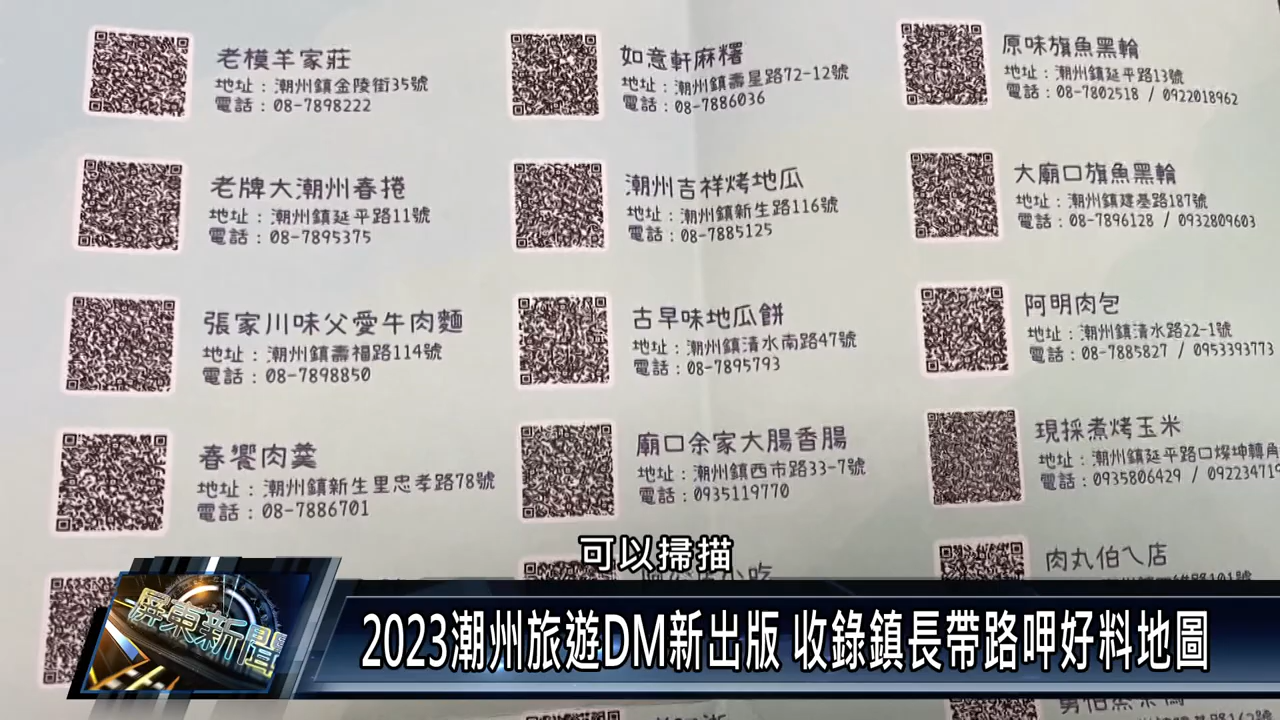 老模羊家莊
地址：潮州鎮金陵街35號
電話：08-7898222
如意軒麻糬
地址：潮州鎮壽星路72-12號
電話：08-7886036
原味旗魚黑輪
地址：潮州鎮延平路13號
電話：08-7802518 / 0922018962
老牌大潮州春捲
地址：潮州鎮延平路11號
電話：08-7895375
潮州吉祥烤地瓜
地址：潮州鎮新生路116號
電話：08-7885125
大廟口旗魚黑輪
地址：潮州鎮建基路187號
電話：08-7896128 / 0932809603
張家川味父愛牛肉麵
地址：潮州鎮壽福路114號
電話：08-7898850
古早味地瓜餅
地址：潮州鎮清水南路47號
電話：08-7895793
阿明肉包
地址：潮州鎮清水路22-1號
電話：08-7885827 / 0953393773
春饗肉羹
地址：潮州鎮新生里忠孝路78號
電話：08-7886701
廟口余家大腸香腸
地址：潮州鎮西市路33-7號
電話：0935119770
現採煮烤玉米
地址：潮州鎮延平路口燦坤轉角
電話：0935806429 / 092234719
肉丸伯ㄟ店
可以掃描
屏東新聞
2023潮州旅遊DM新出版 收錄鎮長帶路呷好料地圖